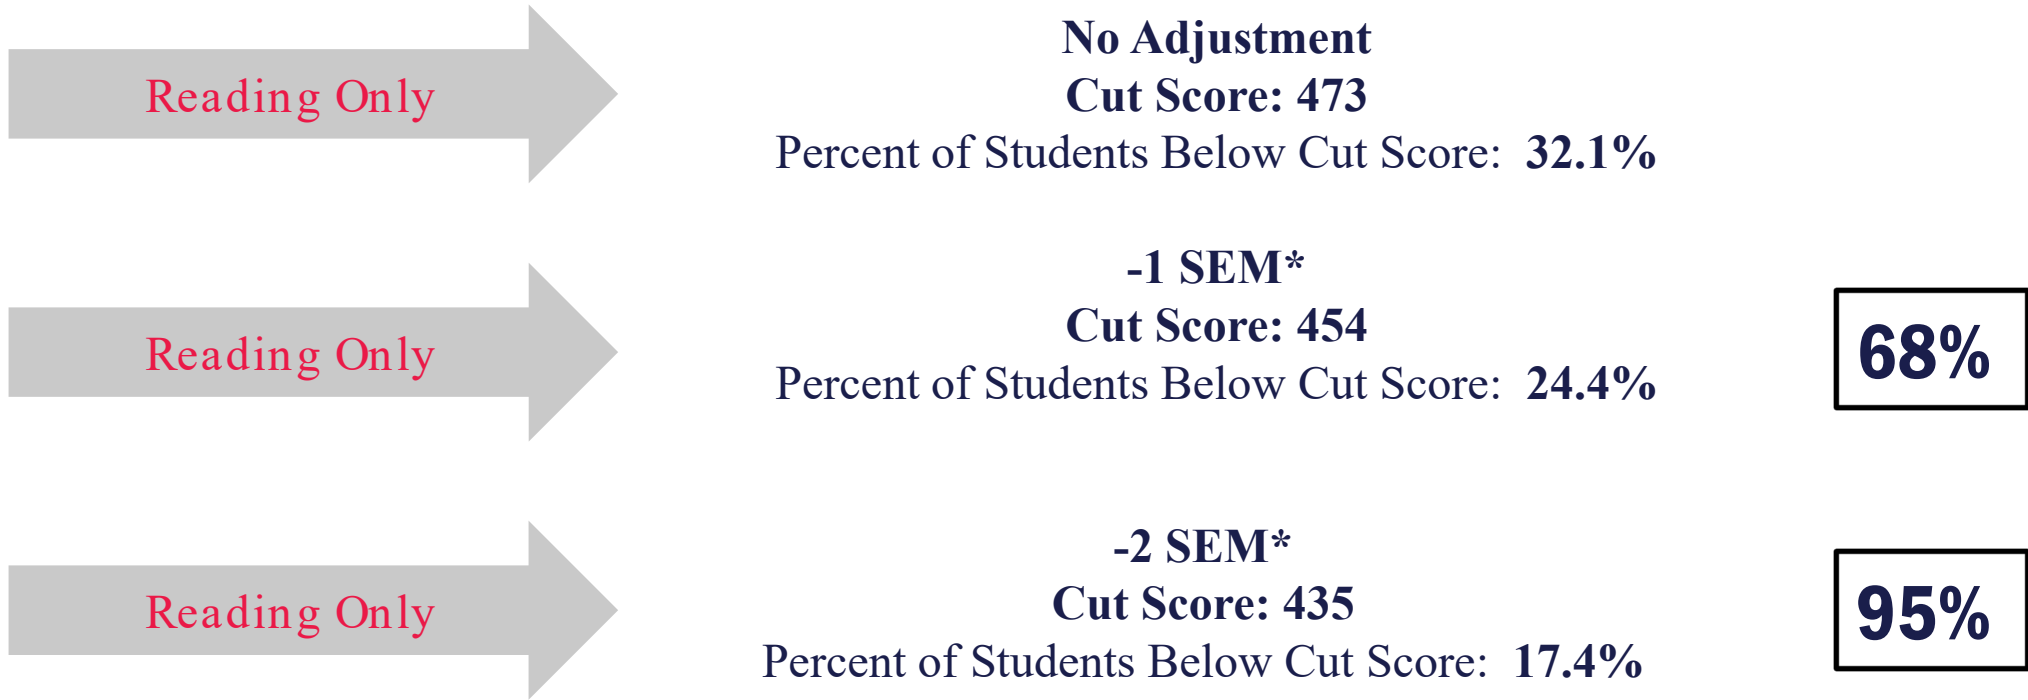 Reading Only
No Adjustment
Cut Score: 473
Percent of Students Below Cut Score: 32.1%
Reading Only
-1 SEM*
Cut Score: 454
Percent of Students Below Cut Score: 24.4%
68%
Reading Only
-2 SEM*
Cut Score: 435
Percent of Students Below Cut Score: 17.4%
95%